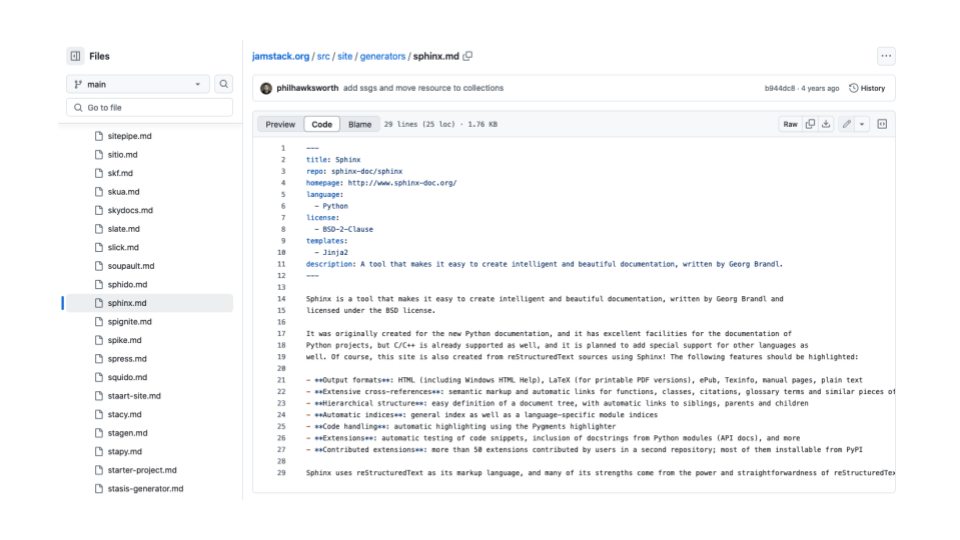 Files
main
Go to file
sitepipe.md
sitio.md
skf.md
skua.md
skydocs.md
slate.md
slick.md
soupault.md
sphido.md
sphinx.md
spignite.md
spike.md
spress.md
squido.md
staart-site.md
stacy.md
stagen.md
stapy.md
starter-project.md
stasis-generator.md
jamstack.org / src / site / generators / sphinx.md
philhawksworth add ssgs and move resource to collections
b944dc8 · 4 years ago History
Preview Code Blame 29 lines (25 loc) · 1.76 KB Raw
1 ---
2 title: Sphinx
3 repo: sphinx-doc/sphinx
4 homepage: http://www.sphinx-doc.org/
5 language:
6 - Python
7 license:
8 - BSD-2-Clause
9 templates:
10 - Jinja2
11 description: A tool that makes it easy to create intelligent and beautiful documentation, written by Georg Brandl.
12 ---
13
14 Sphinx is a tool that makes it easy to create intelligent and beautiful documentation, written by Georg Brandl and
15 licensed under the BSD license.
16
17 It was originally created for the new Python documentation, and it has excellent facilities for the documentation of
18 Python projects, but C/C++ is already supported as well, and it is planned to add special support for other languages as
19 well. Of course, this site is also created from reStructuredText sources using Sphinx! The following features should be highlighted:
20
21 - **Output formats**: HTML (including Windows HTML Help), LaTeX (for printable PDF versions), ePub, Texinfo, manual pages, plain text
22 - **Extensive cross-references**: semantic markup and automatic links for functions, classes, citations, glossary terms and similar pieces of
23 - **Hierarchical structure**: easy definition of a document tree, with automatic links to siblings, parents and children
24 - **Automatic indices**: general index as well as a language-specific module indices
25 - **Code handling**: automatic highlighting using the Pygments highlighter
26 - **Extensions**: automatic testing of code snippets, inclusion of docstrings from Python modules (API docs), and more
27 - **Contributed extensions**: more than 50 extensions contributed by users in a second repository; most of them installable from PyPI
28
29 Sphinx uses reStructuredText as its markup language, and many of its strengths come from the power and straightforwardness of reStructuredTex